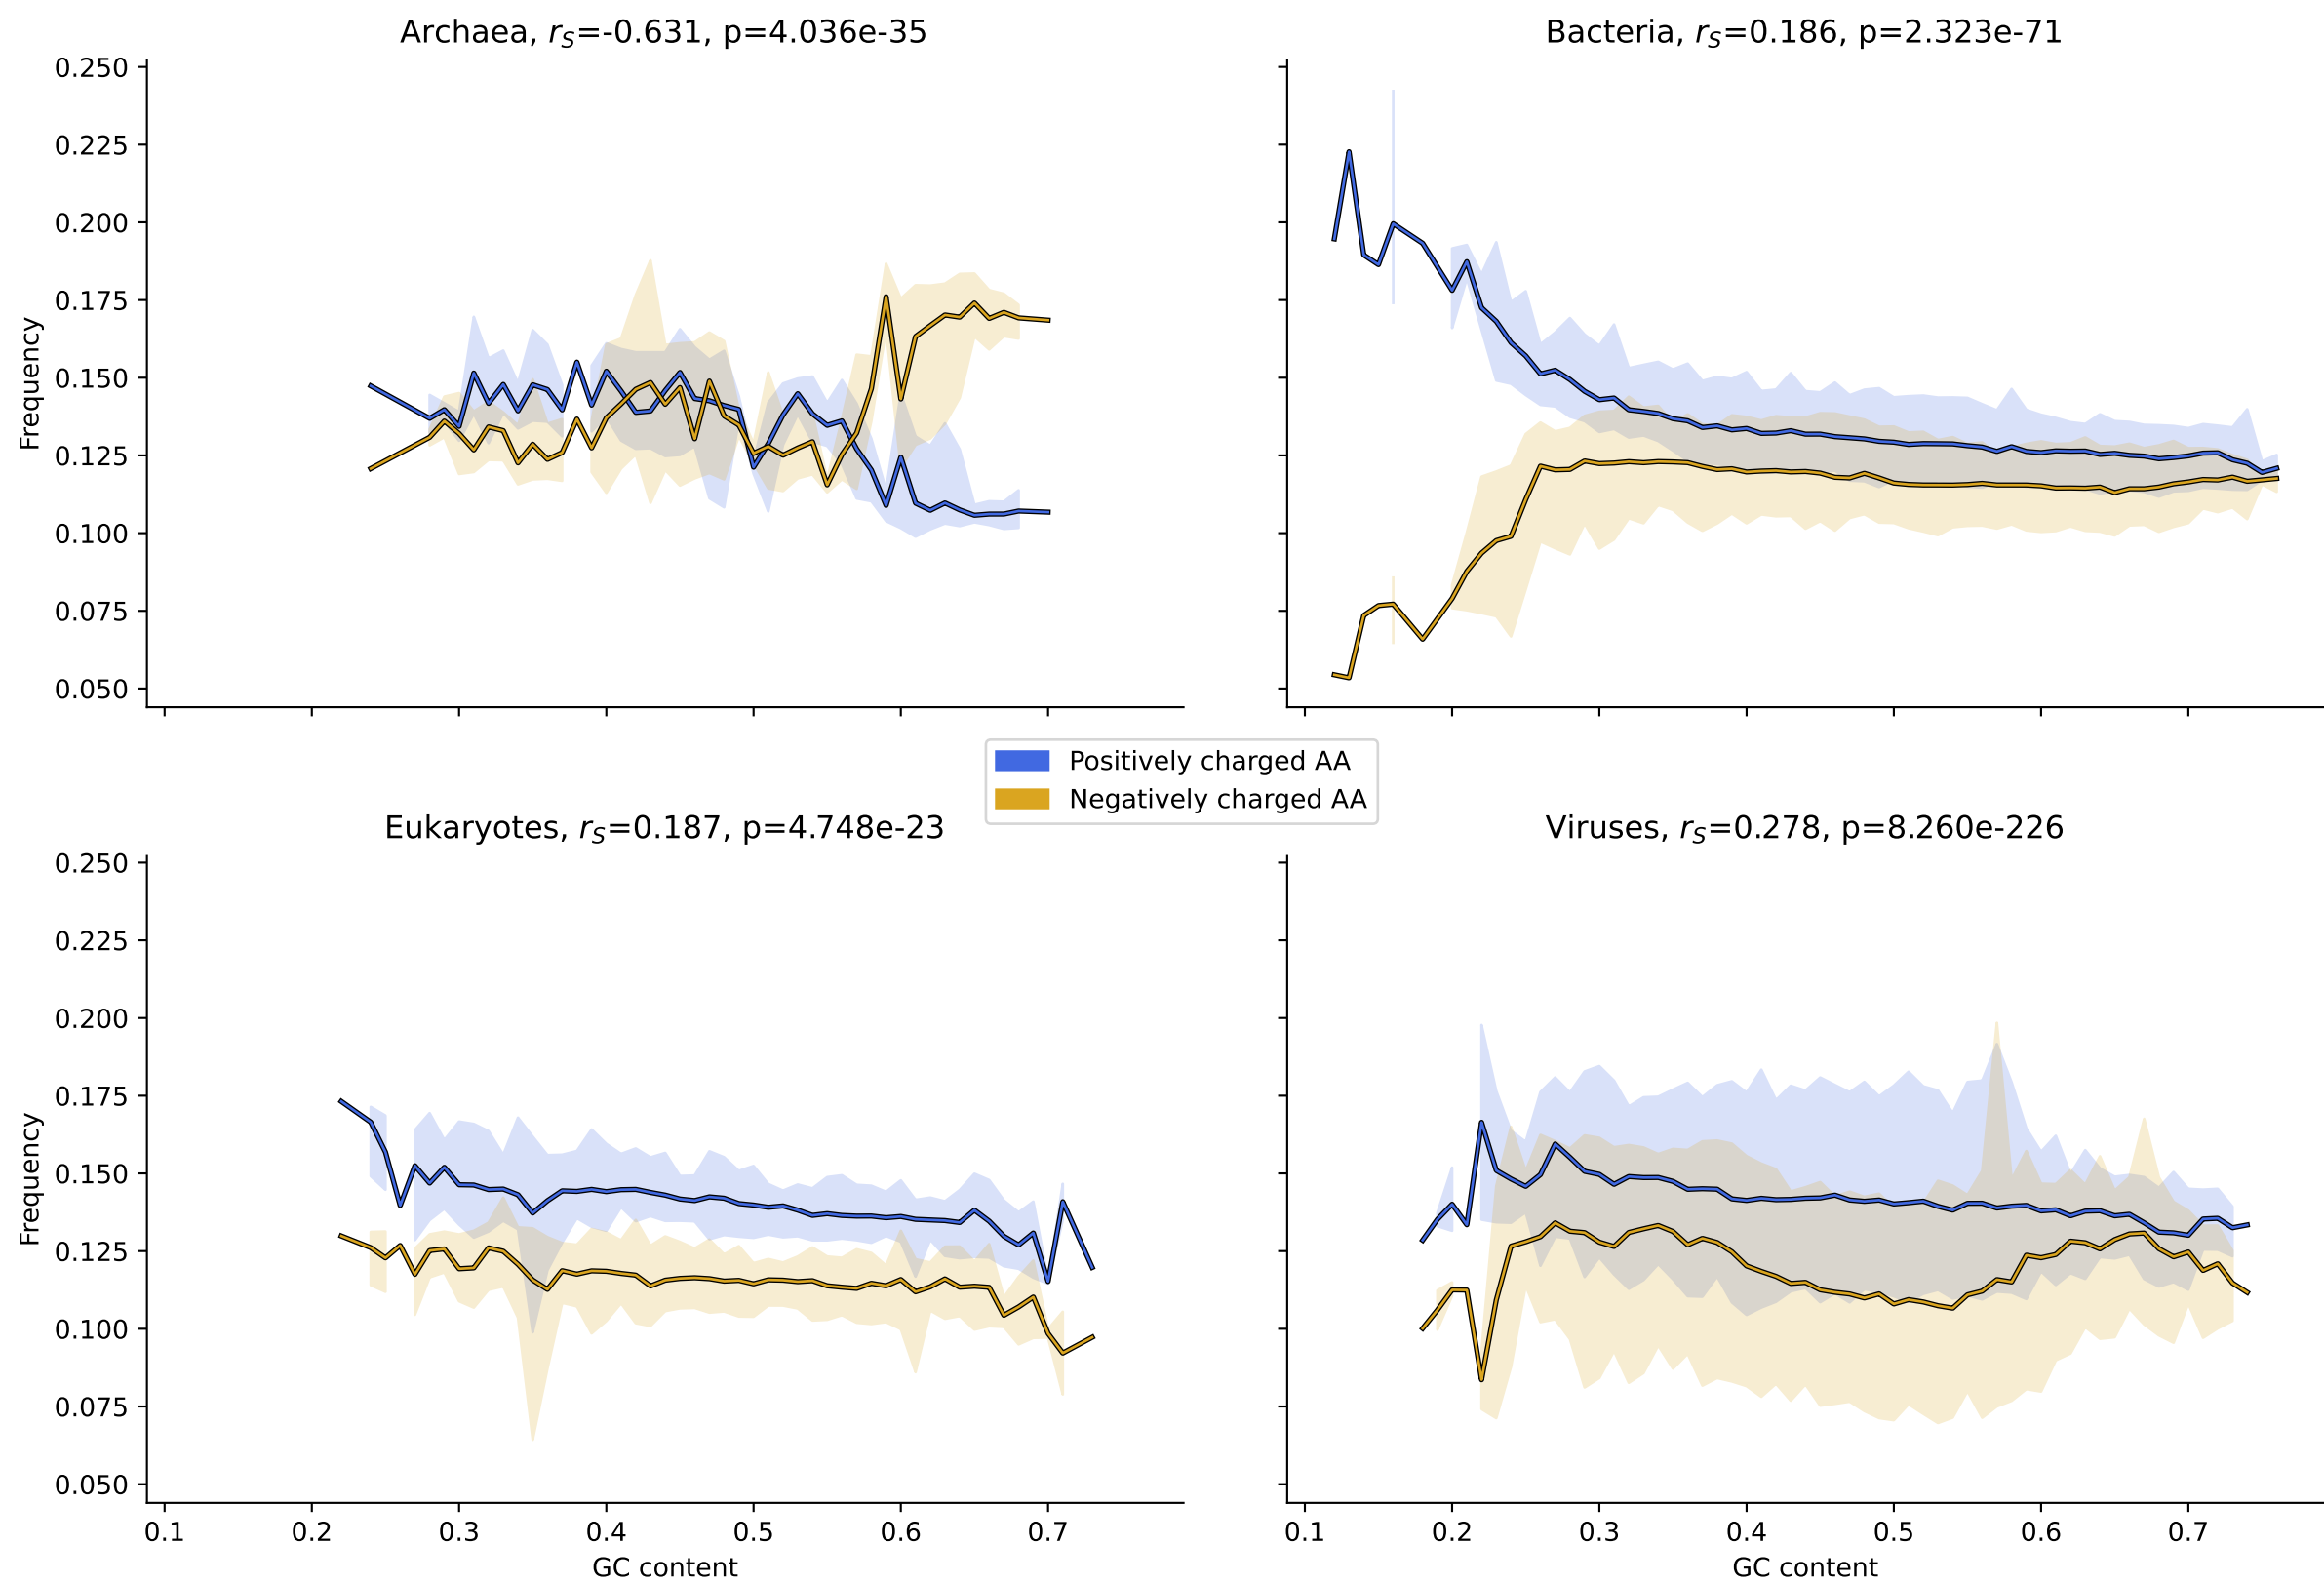 Archaea, rS=-0.631, p=4.036e-35
Bacteria, rS=0.186, p=2.323e-71
0.250
0.225
0.200
0.175
0.150
0.125
0.100
0.075
0.050
Frequency
Positively charged AA
Negatively charged AA
Eukaryotes, rS=0.187, p=4.748e-23
Viruses, rS=0.278, p=8.260e-226
0.250
0.225
0.200
0.175
0.150
0.125
0.100
0.075
0.050
Frequency
0.1 0.2 0.3 0.4 0.5 0.6 0.7
GC content
0.1 0.2 0.3 0.4 0.5 0.6 0.7
GC content